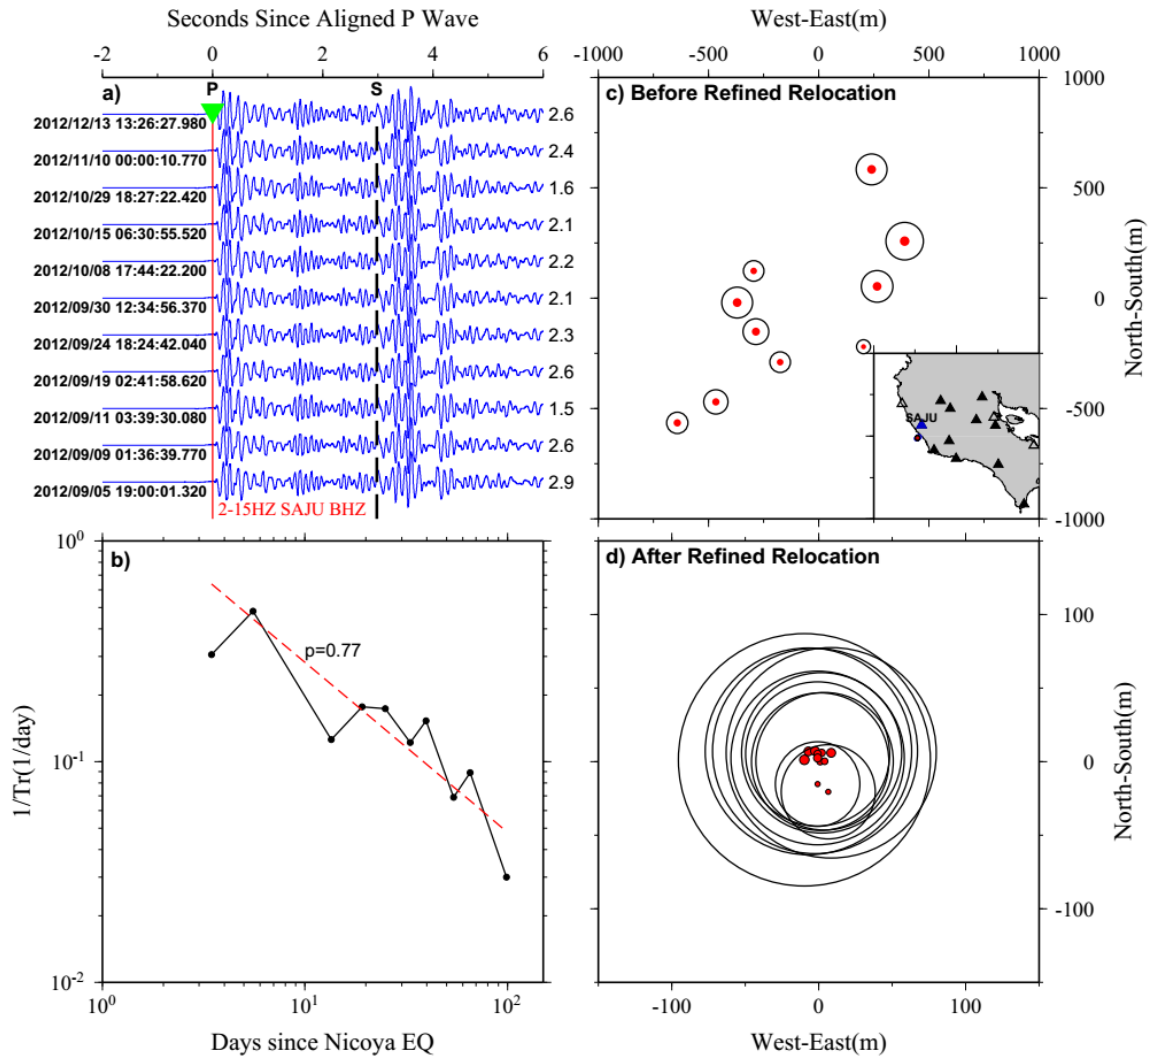 Seconds Since Aligned P Wave
-2 0 2 4 6
a) P S
2012/12/13 13:26:27.980 2.6
2012/11/10 00:00:10.770 2.4
2012/10/29 18:27:22.420 1.6
2012/10/15 06:30:55.520 2.1
2012/10/08 17:44:22.200 2.2
2012/09/30 12:34:56.370 2.1
2012/09/24 18:24:42.040 2.3
2012/09/19 02:41:58.620 2.6
2012/09/11 03:39:30.080 1.5
2012/09/09 01:36:39.770 2.6
2012/09/05 19:00:01.320 2.9
2-15HZ SAJU BHZ
West-East(m)
-1000 -500 0 500 1000
c) Before Refined Relocation
1000
500
0
-500
-1000
North-South(m)
SAJU
b)
10⁰
10⁻¹
10⁻²
1/Tr(1/day)
p=0.77
10⁰ 10¹ 10²
Days since Nicoya EQ
d) After Refined Relocation
100
0
-100
North-South(m)
-100 0 100
West-East(m)